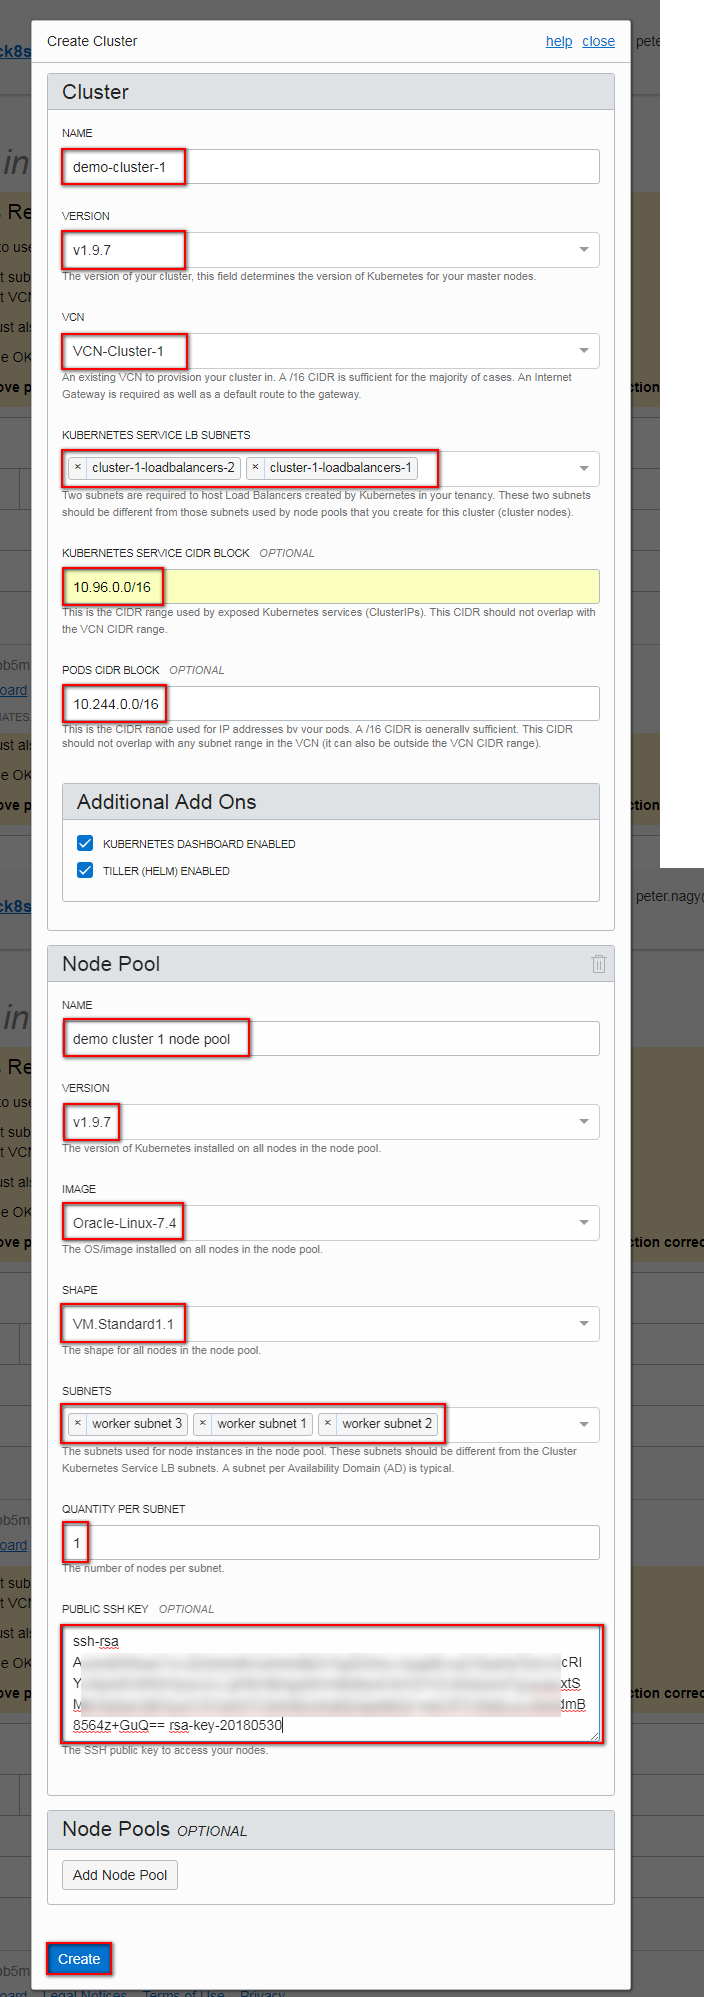 Create Cluster help close
Cluster
NAME
demo-cluster-1
VERSION
v1.9.7
The version of your cluster, this field determines the version of Kubernetes for your master nodes.
VCN
VCN-Cluster-1
An existing VCN to provision your cluster in. A /16 CIDR is sufficient for the majority of cases. An Internet
Gateway is required as well as a default route to the gateway.
KUBERNETES SERVICE LB SUBNETS
× cluster-1-loadbalancers-2 × cluster-1-loadbalancers-1
Two subnets are required to host Load Balancers created by Kubernetes in your tenancy. These two subnets
should be different from those subnets used by node pools that you create for this cluster (cluster nodes).
KUBERNETES SERVICE CIDR BLOCK OPTIONAL
10.96.0.0/16
This is the CIDR range used by exposed Kubernetes services (ClusterIPs). This CIDR should not overlap with
the VCN CIDR range.
PODS CIDR BLOCK OPTIONAL
10.244.0.0/16
This is the CIDR range used for IP addresses by your pods. A /16 CIDR is generally sufficient. This CIDR
should not overlap with any subnet range in the VCN (it can also be outside the VCN CIDR range).
Additional Add Ons
KUBERNETES DASHBOARD ENABLED
TILLER (HELM) ENABLED
Node Pool
NAME
demo cluster 1 node pool
VERSION
v1.9.7
The version of Kubernetes installed on all nodes in the node pool.
IMAGE
Oracle-Linux-7.4
The OS/image installed on all nodes in the node pool.
SHAPE
VM.Standard1.1
The shape for all nodes in the node pool.
SUBNETS
× worker subnet 3 × worker subnet 1 × worker subnet 2
The subnets used for node instances in the node pool. These subnets should be different from the Cluster
Kubernetes Service LB subnets. A subnet per Availability Domain (AD) is typical.
QUANTITY PER SUBNET
1
The number of nodes per subnet.
PUBLIC SSH KEY OPTIONAL
ssh-rsa
8564z+GuQ== rsa-key-20180530
The SSH public key to access your nodes.
Node Pools OPTIONAL
Add Node Pool
Create
Legal Notices Terms of Use Privacy